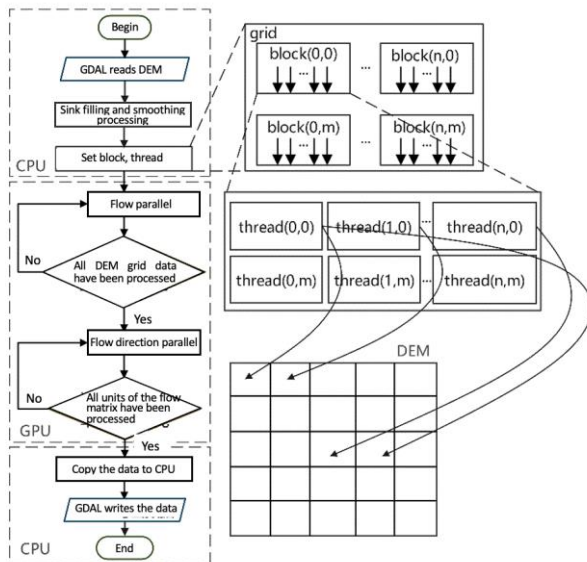 Begin
GDAL reads DEM
Sink filling and smoothing
processing
Set block, thread
CPU
Flow parallel
No
All DEM grid data
have been processed
Yes
Flow direction parallel
No
All units of the flow
matrix have been
processed
GPU
Yes
Copy the data to CPU
GDAL writes the data
CPU
End
grid
block(0,0)
...
block(n,0)
...
...
block(0,m)
...
block(n,m)
...
...
thread(0,0)
thread(1,0)
...
thread(n,0)
thread(0,m)
thread(1,m)
...
thread(n,m)
DEM